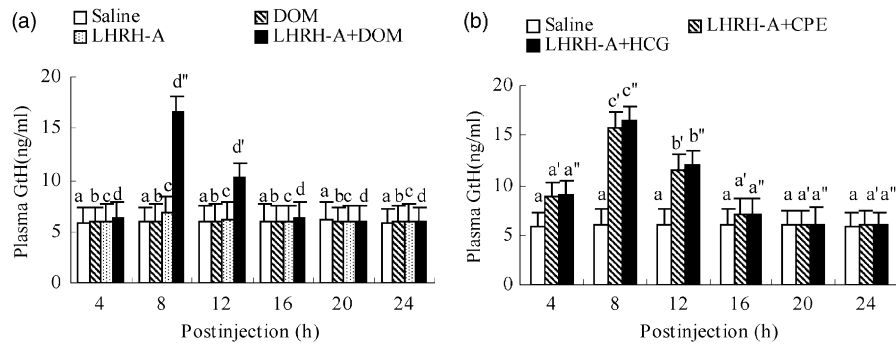 (a)
Saline DOM
LHRH-A LHRH-A+DOM
Plasma GtH(ng/ml)
20
15
10
5
0
a b c d
a b c d"
a b c d'
a b c d
a bc d
a b c d
4 8 12 16 20 24
Postinjection (h)
(b)
Saline LHRH-A+CPE
LHRH-A+HCG
Plasma GtH(ng/ml)
20
15
10
5
0
a a' a"
a c' c"
a b' b"
a a' a"
a a'a"
a a'a"
4 8 12 16 20 24
Postinjection (h)